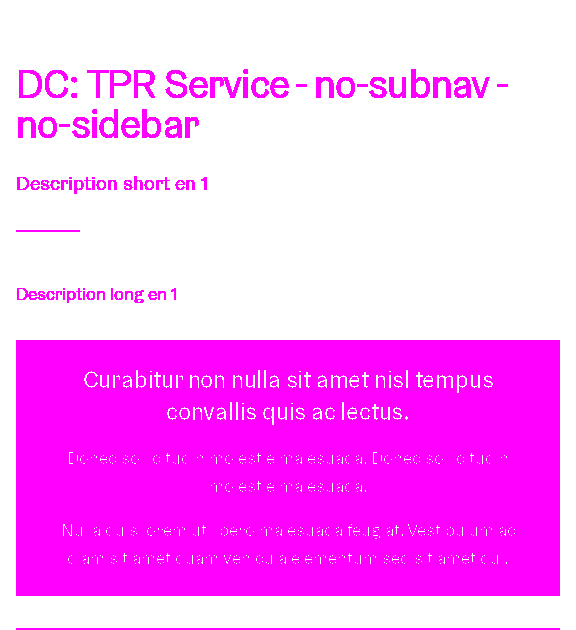 DC: TPR Service - no-subnav -
no-sidebar
Description short en 1
Description long en 1
Curabitur non nulla sit amet nisl tempus
convallis quis ac lectus.
Donec sollicitudin molestie malesuada. Donec sollicitudin
molestie malesuada.
Nulla quis lorem ut libero malesuada feugiat. Vestibulum ac
diam sit amet quam vehicula elementum sed sit amet dui.